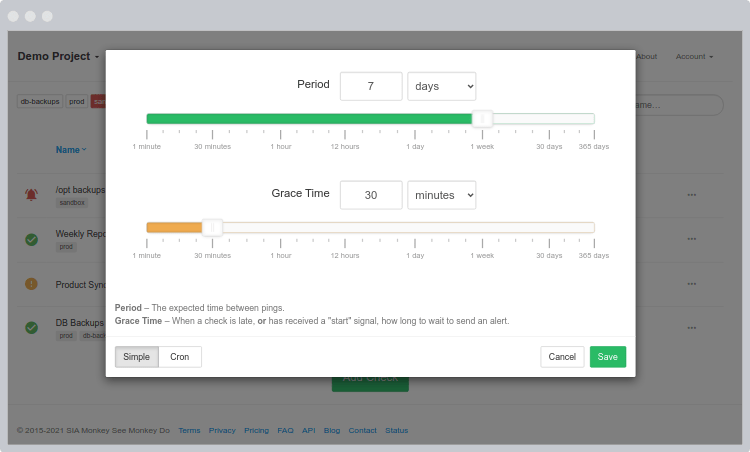 Demo Project
About
Account
db-backups prod
Name
/opt backups
sandbox
Weekly
prod
Product
DB Backups
prod
Period 7 days
1 minute 30 minutes 1 hour 12 hours 1 day 1 week 30 days 365 days
Grace Time 30 minutes
1 minute 30 minutes 1 hour 12 hours 1 day 1 week 30 days 365 days
Period – The expected time between pings.
Grace Time – When a check is late, or has received a "start" signal, how long to wait to send an alert.
Simple Cron Cancel Save
Add Check
© 2015-2021 SIA Monkey See Monkey Do Terms Privacy Pricing FAQ API Blog Contact Status